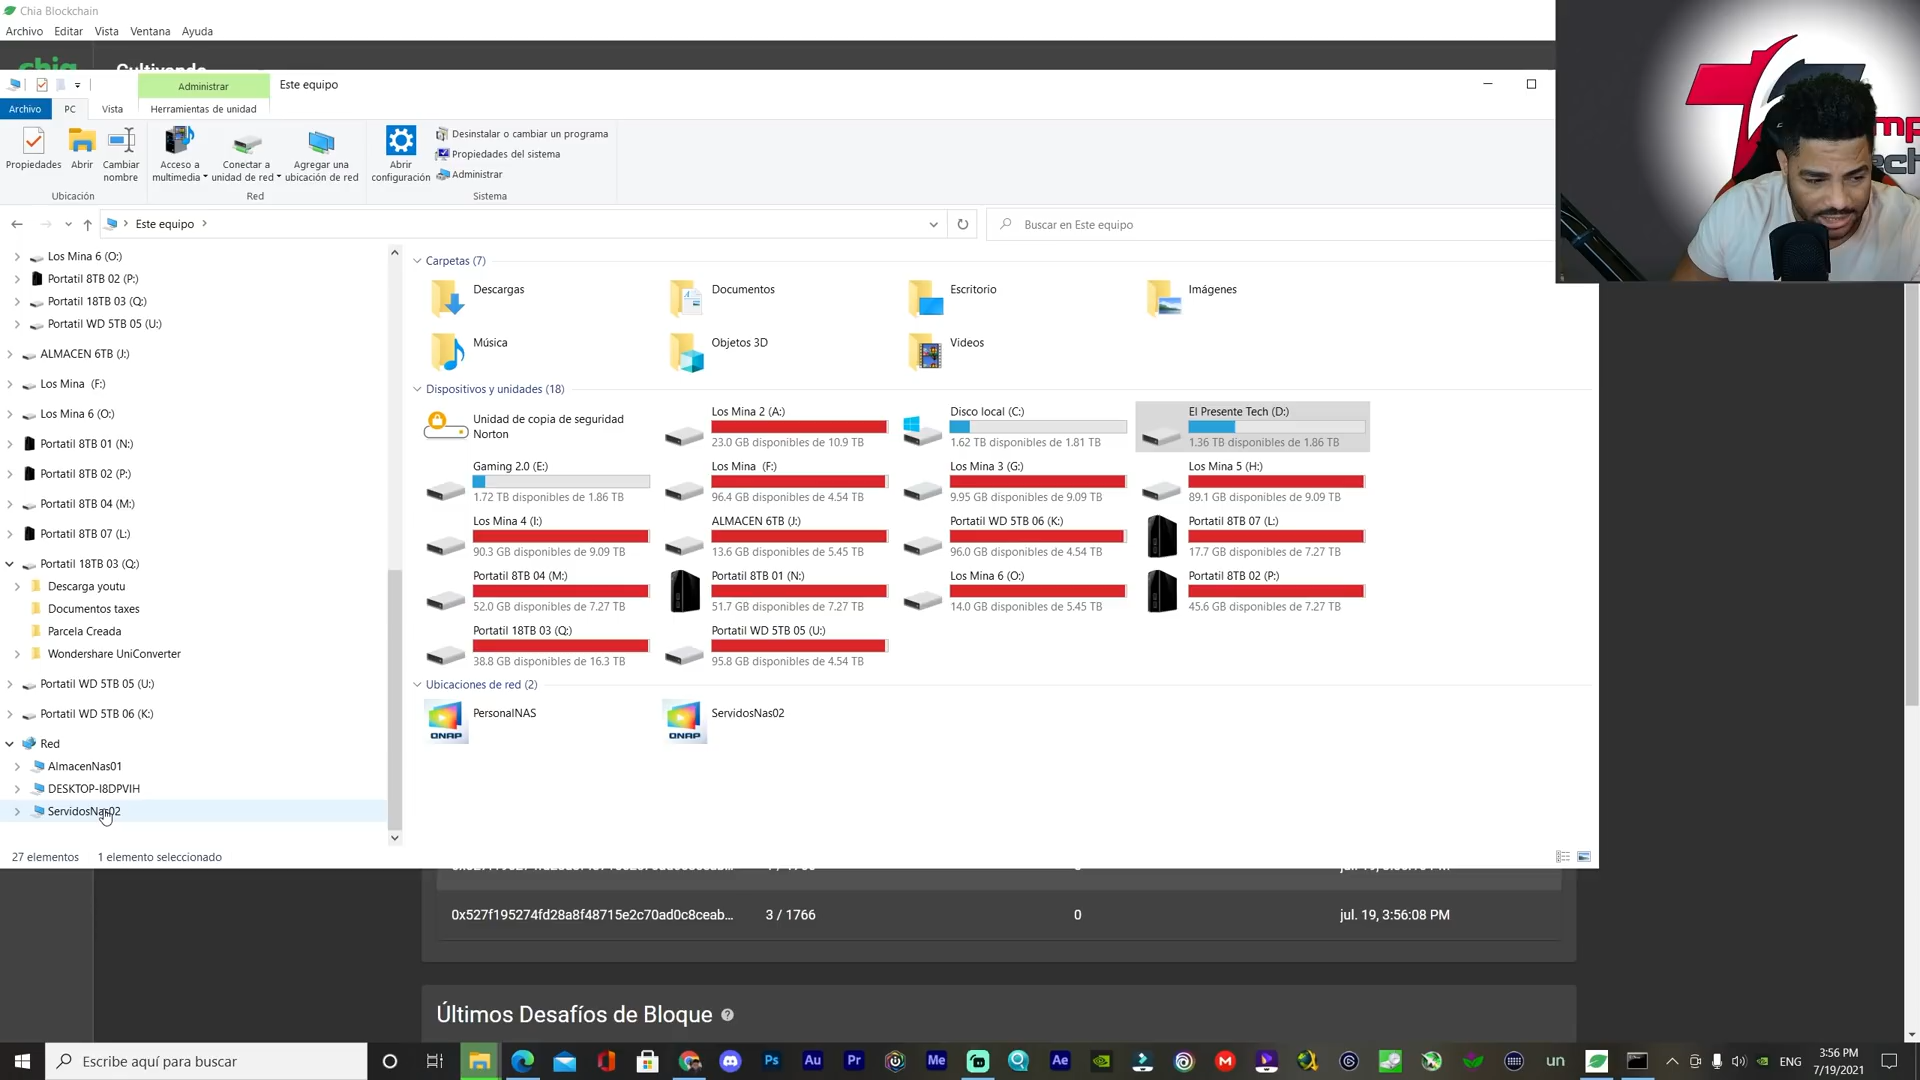 Chia Blockchain
Archivo Editar Vista Ventana Ayuda
Administrar
Este equipo
Archivo PC Vista Herramientas de unidad
Propiedades
Abrir
Cambiar nombre
Acceso a multimedia
Conectar a unidad de red
Agregar una ubicación de red
Abrir configuración
Desinstalar o cambiar un programa
Propiedades del sistema
Administrar
Ubicación
Red
Sistema
Este equipo
Buscar en Este equipo
Los Mina 6 (O:)
Portatil 8TB 02 (P:)
Portatil 18TB 03 (Q:)
Portatil WD 5TB 05 (U:)
ALMACEN 6TB (J:)
Los Mina (F:)
Los Mina 6 (O:)
Portatil 8TB 01 (N:)
Portatil 8TB 02 (P:)
Portatil 8TB 04 (M:)
Portatil 8TB 07 (L:)
Portatil 18TB 03 (Q:)
Descarga youtu
Documentos taxes
Parcela Creada
Wondershare UniConverter
Portatil WD 5TB 05 (U:)
Portatil WD 5TB 06 (K:)
Red
AlmacenNas01
DESKTOP-I8DPVIH
ServidosNas02
Carpetas (7)
Descargas
Documentos
Escritorio
Imágenes
Música
Objetos 3D
Videos
Dispositivos y unidades (18)
Unidad de copia de seguridad Norton
Los Mina 2 (A:)
23.0 GB disponibles de 10.9 TB
Disco local (C:)
1.62 TB disponibles de 1.81 TB
El Presente Tech (D:)
1.36 TB disponibles de 1.86 TB
Gaming 2.0 (E:)
1.72 TB disponibles de 1.86 TB
Los Mina (F:)
96.4 GB disponibles de 4.54 TB
Los Mina 3 (G:)
9.95 GB disponibles de 9.09 TB
Los Mina 5 (H:)
89.1 GB disponibles de 9.09 TB
Los Mina 4 (I:)
90.3 GB disponibles de 9.09 TB
ALMACEN 6TB (J:)
13.6 GB disponibles de 5.45 TB
Portatil WD 5TB 06 (K:)
96.0 GB disponibles de 4.54 TB
Portatil 8TB 07 (L:)
17.7 GB disponibles de 7.27 TB
Portatil 8TB 04 (M:)
52.0 GB disponibles de 7.27 TB
Portatil 8TB 01 (N:)
51.7 GB disponibles de 7.27 TB
Los Mina 6 (O:)
14.0 GB disponibles de 5.45 TB
Portatil 8TB 02 (P:)
45.6 GB disponibles de 7.27 TB
Portatil 18TB 03 (Q:)
38.8 GB disponibles de 16.3 TB
Portatil WD 5TB 05 (U:)
95.8 GB disponibles de 4.54 TB
Ubicaciones de red (2)
QNAP
PersonalNAS
QNAP
ServidosNas02
27 elementos 1 elemento seleccionado
0x527f195274fd28a8f48715e2c70ad0c8ceab... 3 / 1766 0 jul. 19, 3:56:08 PM
Últimos Desafíos de Bloque
Escribe aquí para buscar
Ps Au Pr Me Ae un
ENG
3:56 PM
7/19/2021